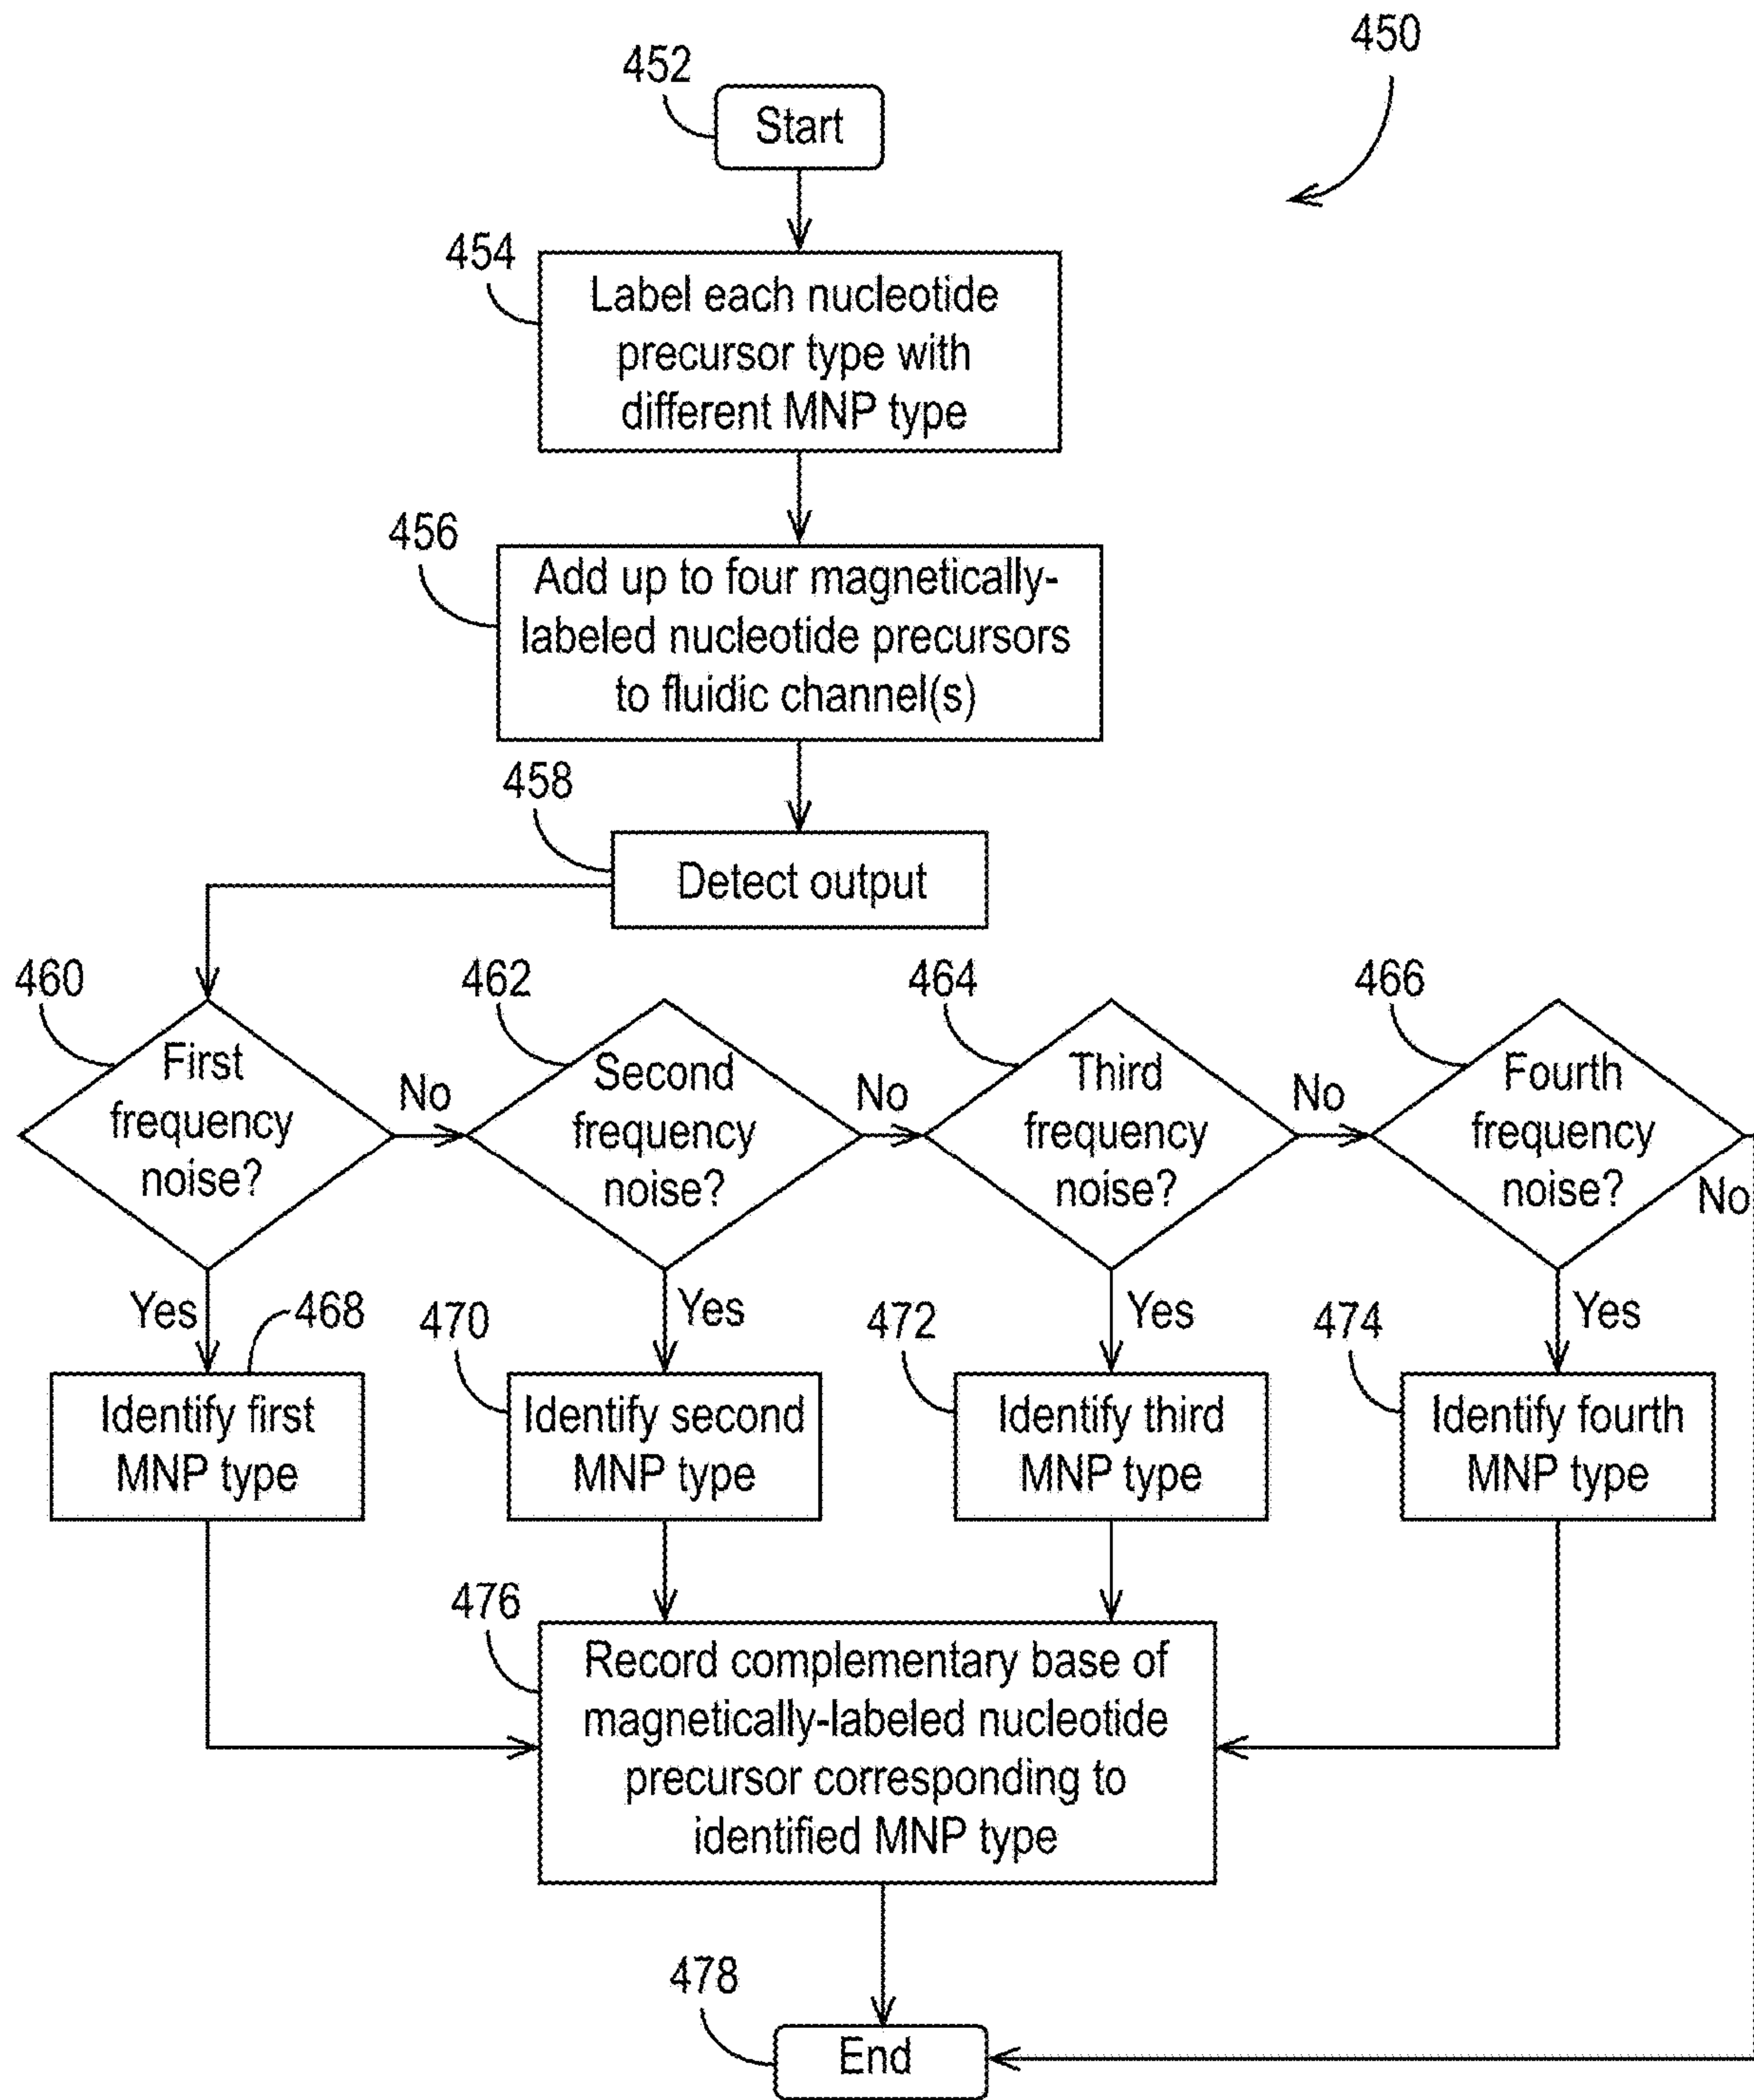 450
452
Start
454
Label each nucleotide
precursor type with
different MNP type
456
Add up to four magnetically-
labeled nucleotide precursors
to fluidic channel(s)
458
Detect output
460
First
frequency
noise?
No
462
Second
frequency
noise?
No
464
Third
frequency
noise?
No
466
Fourth
frequency
noise?
No
Yes
468
Identify first
MNP type
Yes
470
Identify second
MNP type
Yes
472
Identify third
MNP type
Yes
474
Identify fourth
MNP type
476
Record complementary base of
magnetically-labeled nucleotide
precursor corresponding to
identified MNP type
478
End